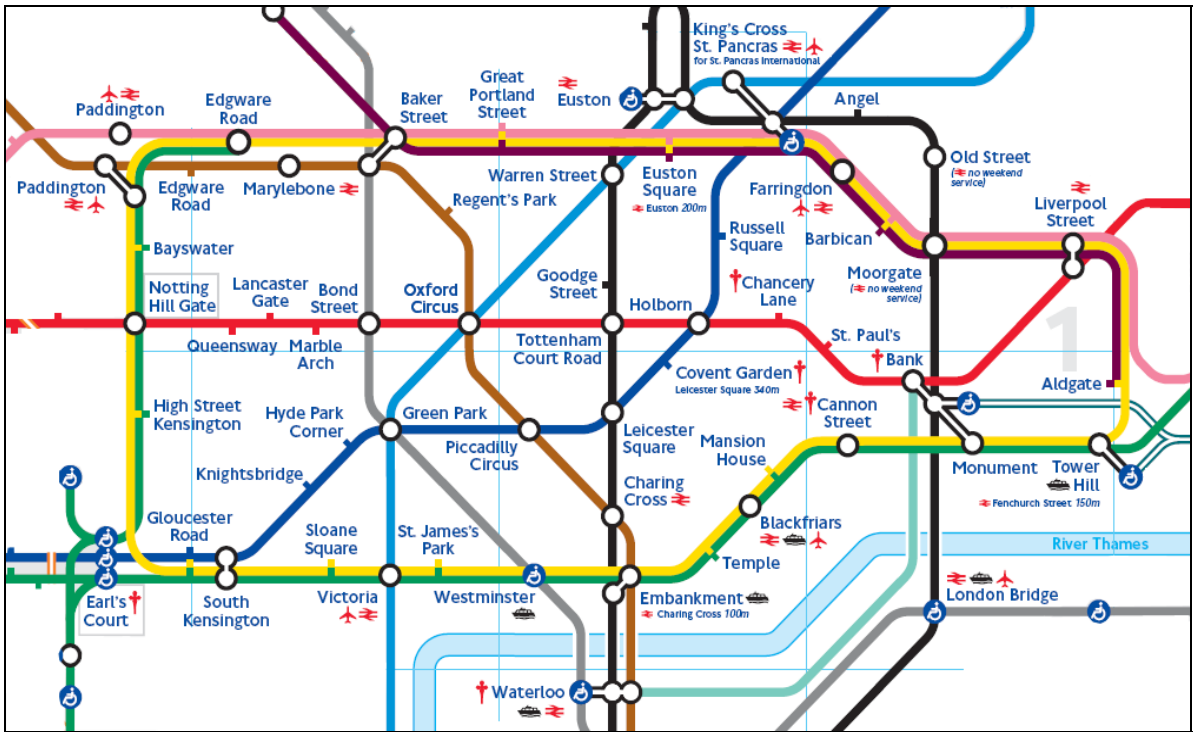 King's Cross
St. Pancras
for St. Pancras International
Paddington
Edgware
Road
Baker
Street
Great
Portland
Street
Euston
Angel
Paddington
Edgware
Road
Marylebone
Regent's Park
Warren Street
Euston
Square
Euston 200m
Farringdon
Barbican
Old Street
( no weekend
service)
Liverpool
Street
Bayswater
Russell
Square
Moorgate
( no weekend
service)
Notting
Hill Gate
Lancaster
Gate
Bond
Street
Oxford
Circus
Goodge
Street
Holborn
Chancery
Lane
Queensway
Marble
Arch
Tottenham
Court Road
St. Paul's
1
Bank
Covent Garden
Leicester Square 340m
Aldgate
High Street
Kensington
Hyde Park
Corner
Green Park
Piccadilly
Circus
Leicester
Square
Cannon
Street
Mansion
House
Monument
Tower
Hill
Fenchurch Street 150m
Knightsbridge
Charing
Cross
Gloucester
Road
Sloane
Square
St. James's
Park
Blackfriars
Temple
River Thames
Earl's
Court
South
Kensington
Victoria
Westminster
Embankment
Charing Cross 100m
London Bridge
Waterloo